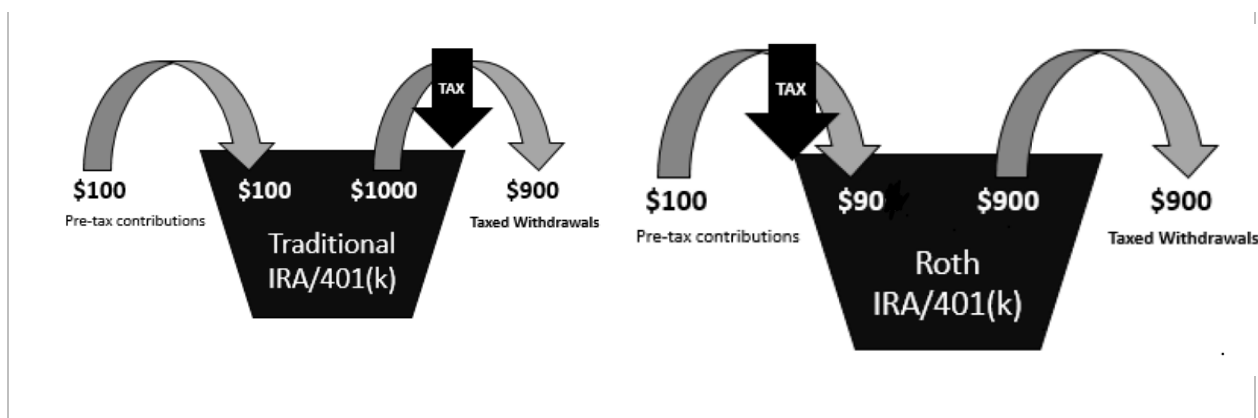 TAX
$100
$100
$1000
$900
Pre-tax contributions
Taxed Withdrawals
Traditional
IRA/401(k)
TAX
$100
$90
$900
$900
Pre-tax contributions
Taxed Withdrawals
Roth
IRA/401(k)